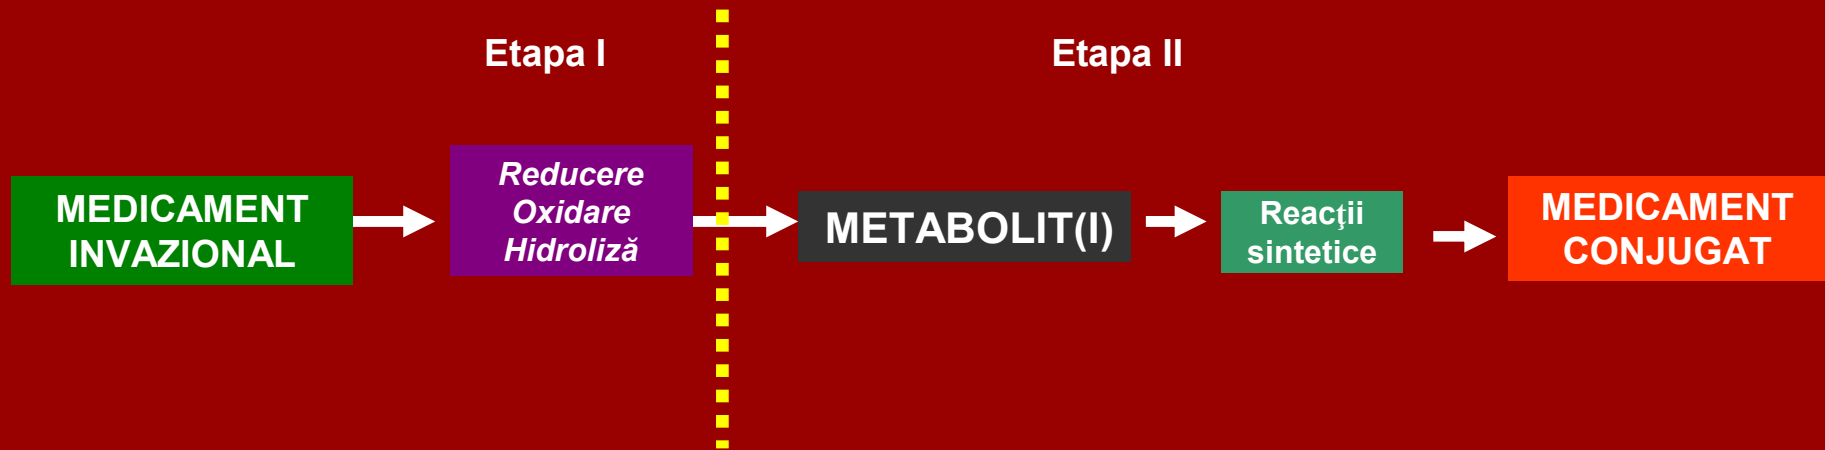 Etapa I
Etapa II
MEDICAMENT
INVAZIONAL
Reducere
Oxidare
Hidroliză
METABOLIT(I)
Reacţii
sintetice
MEDICAMENT
CONJUGAT